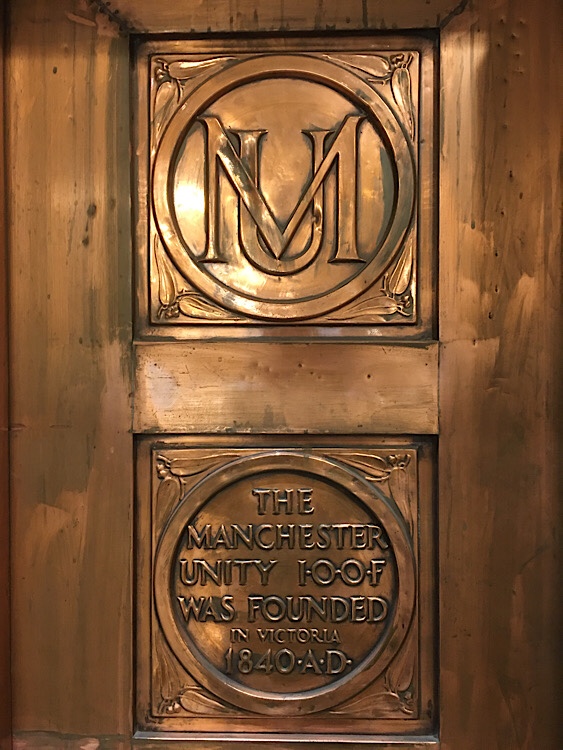 MU
THE
MANCHESTER
UNITY I·O·O·F
WAS FOUNDED
IN VICTORIA
1840·A·D·